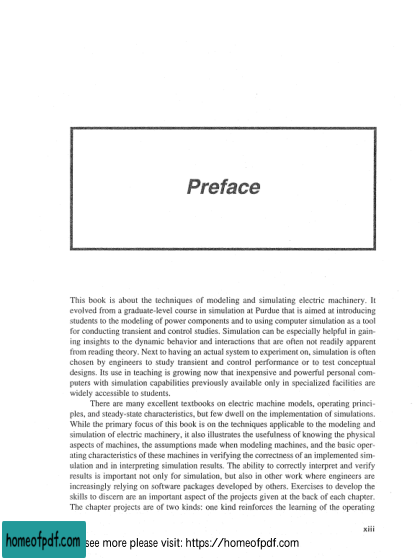 Preface
This book is about the techniques of modeling and simulating electric machinery. It
evolved from a graduate-level course in simulation at Purdue that is aimed at introducing
students to the modeling of power components and to using computer simulation as a tool
for conducting transient and control studies. Simulation can be especially helpful in gain-
ing insights to the dynamic behavior and interactions that are often not readily apparent
from reading theory. Next to having an actual system to experiment on, simulation is often
chosen by engineers to study transient and control performance or to test conceptual
designs. Its use in teaching is growing now that inexpensive and powerful personal com-
puters with simulation capabilities previously available only in specialized facilities are
widely accessible to students.
There are many excellent textbooks on electric machine models, operating princi-
ples, and steady-state characteristics, but few dwell on the implementation of simulations.
While the primary focus of this book is on the techniques applicable to the modeling and
simulation of electric machinery, it also illustrates the usefulness of knowing the physical
aspects of machines, the assumptions made when modeling machines, and the basic oper-
ating characteristics of these machines in verifying the correctness of an implemented sim-
ulation and in interpreting simulation results. The ability to correctly interpret and verify
results is important not only for simulation, but also in other work where engineers are
increasingly relying on software packages developed by others. Exercises to develop the
skills to discern are an important aspect of the projects given at the back of each chapter.
The chapter projects are of two kinds: one kind reinforces the learning of the operating
xiii
homeofpdf.com see more please visit: https://homeofpdf.com